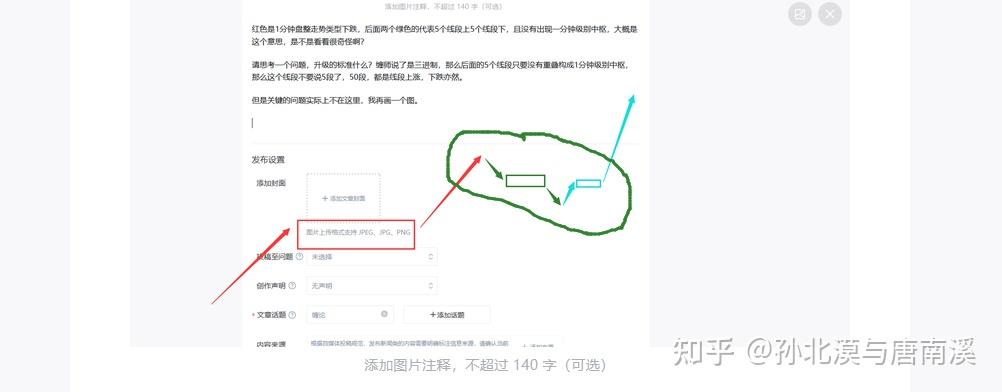 添加图片注释，不超过 140 字（可选）
红色是1分钟盘整走势类型下跌，后面两个绿色的代表5个线段上5个线段下，且没有出现一分钟级别中枢，大概是
这个意思，是不是看着很奇怪啊？
请思考一个问题，升级的标准什么？缠师说了是三进制，那么后面的5个线段只要没有重叠构成1分钟级别中枢，
那么这个线段不要说5段了，50段，都是线段上涨，下跌亦然。
但是关键的问题实际上不在这里，我再画一个图。
发布设置
添加封面
+ 添加文章封面
图片上传格式支持 JPEG、JPG、PNG
投稿至问题 ? 未选择
创作声明 ? 无声明
* 文章话题 ? 缠论
+添加话题
内容来源
添加图片注释，不超过 140 字（可选）
知乎 @孙北漠与唐南溪